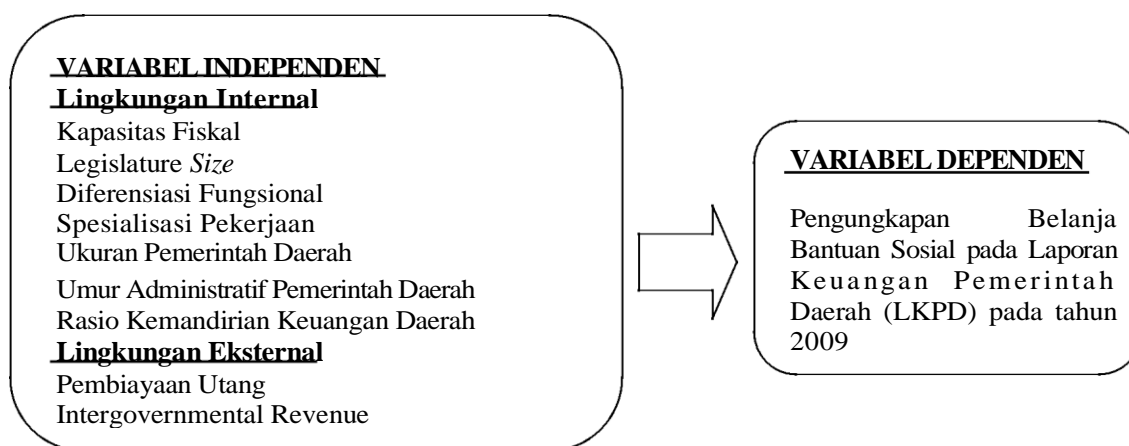 VARIABEL INDEPENDEN
Lingkungan Internal
Kapasitas Fiskal
Legislature Size
Diferensiasi Fungsional
Spesialisasi Pekerjaan
Ukuran Pemerintah Daerah
Umur Administratif Pemerintah Daerah
Rasio Kemandirian Keuangan Daerah
Lingkungan Eksternal
Pembiayaan Utang
Intergovernmental Revenue
VARIABEL DEPENDEN
Pengungkapan Belanja
Bantuan Sosial pada Laporan
Keuangan Pemerintah
Daerah (LKPD) pada tahun
2009